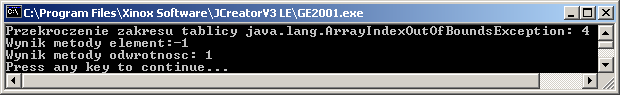 C:\Program Files\Xinox Software\JCreatorV3 LE\GE2001.exe
Przekroczenie zakresu tablicy java.lang.ArrayIndexOutOfBoundsException: 4
Wynik metody element:-1
Wynik metody odwrotnosc: 1
Press any key to continue...